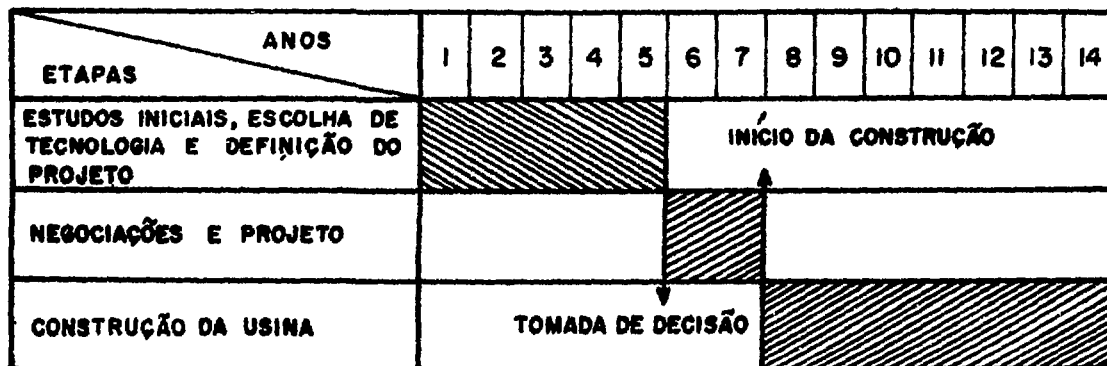 ANOS
ETAPAS
1 2 3 4 5 6 7 8 9 10 11 12 13 14
ESTUDOS INICIAIS, ESCOLHA DE
TECNOLOGIA E DEFINIÇÃO DO
PROJETO
INÍCIO DA CONSTRUÇÃO
NEGOCIAÇÕES E PROJETO
CONSTRUÇÃO DA USINA
TOMADA DE DECISÃO